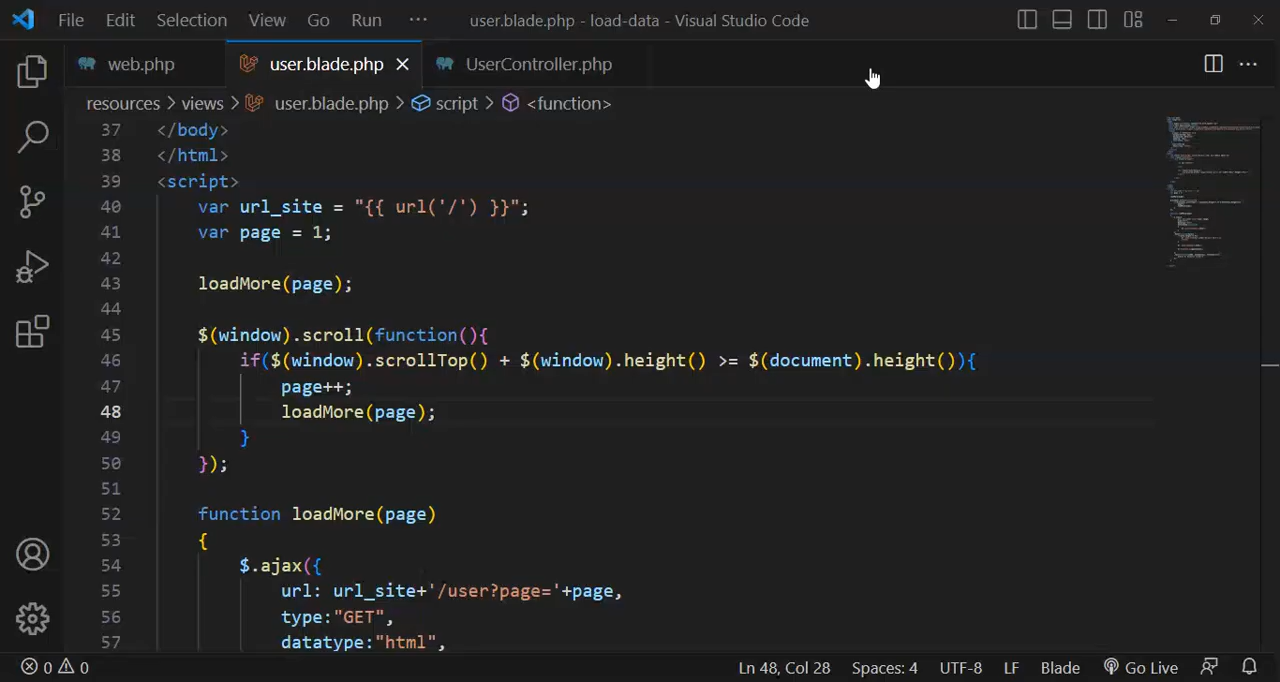 File Edit Selection View Go Run ··· user.blade.php - load-data - Visual Studio Code
web.php user.blade.php UserController.php
resources > views > user.blade.php > script > <function>
37 </body>
38 </html>
39 <script>
40 var url_site = "{{ url('/') }}";
41 var page = 1;
42
43 loadMore(page);
44
45 $(window).scroll(function(){
46 if($(window).scrollTop() + $(window).height() >= $(document).height()){
47 page++;
48 loadMore(page);
49 }
50 });
51
52 function loadMore(page)
53 {
54 $.ajax({
55 url: url_site+'/user?page='+page,
56 type:"GET",
57 datatype:"html",
0 0 Ln 48, Col 28 Spaces: 4 UTF-8 LF Blade Go Live